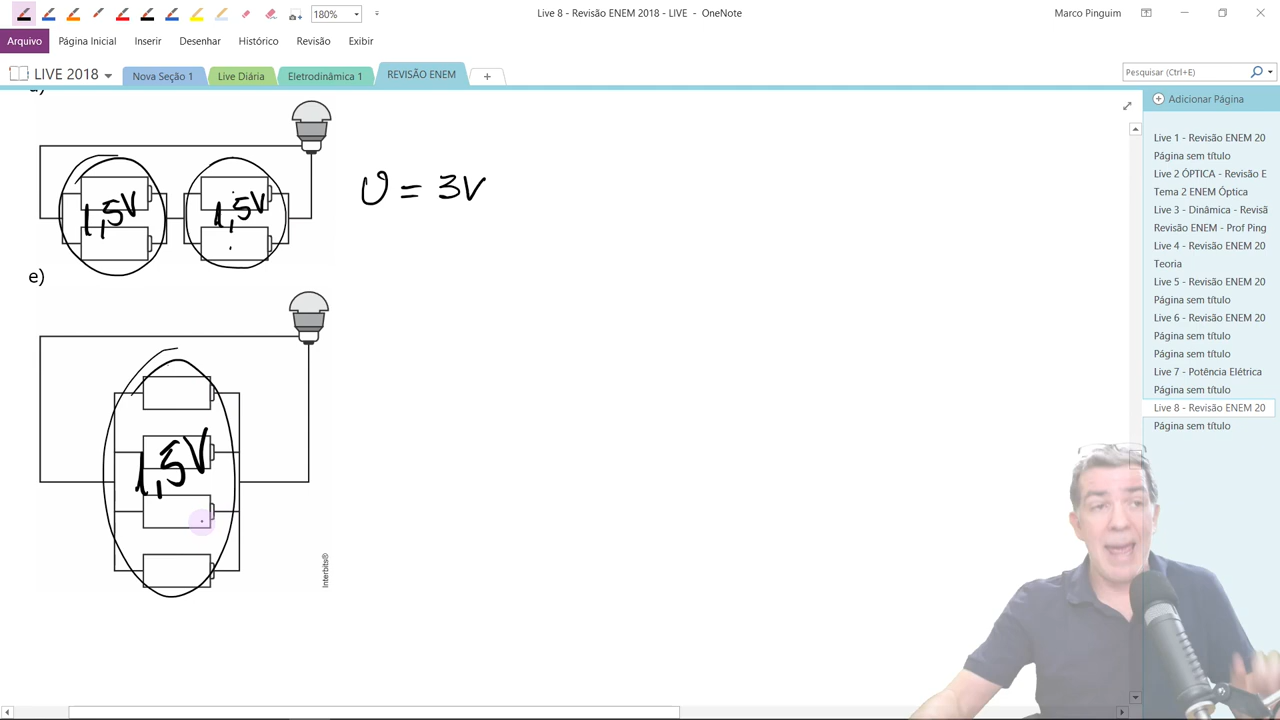 180%
Live 8 - Revisão ENEM 2018 - LIVE - OneNote
Marco Pinguim
Arquivo
Página Inicial
Inserir
Desenhar
Histórico
Revisão
Exibir
LIVE 2018
Nova Seção 1
Live Diária
Eletrodinâmica 1
REVISÃO ENEM
Pesquisar (Ctrl+E)
Adicionar Página
Live 1 - Revisão ENEM 20
Página sem título
Live 2 ÓPTICA - Revisão E
Tema 2 ENEM Óptica
Live 3 - Dinâmica - Revisã
Revisão ENEM - Prof Ping
Live 4 - Revisão ENEM 20
Teoria
Live 5 - Revisão ENEM 20
Página sem título
Live 6 - Revisão ENEM 20
Página sem título
Página sem título
Live 7 - Potência Elétrica
Página sem título
Live 8 - Revisão ENEM 20
Página sem título
1,5V
1,5V
U = 3V
e)
1,5V
Interbits®